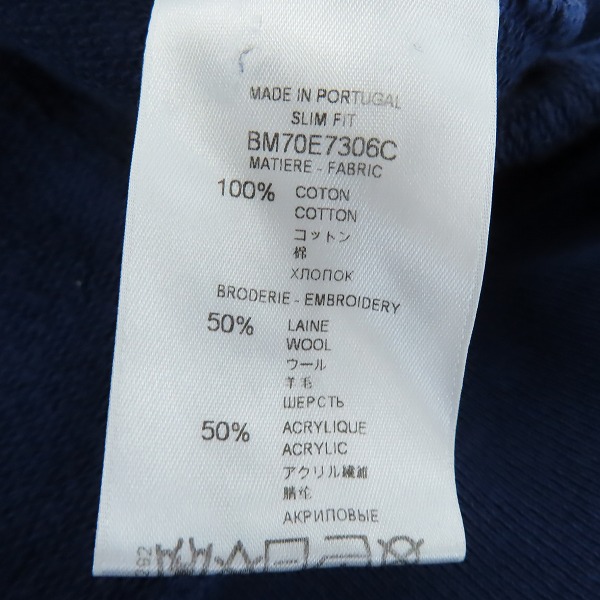 MADE IN PORTUGAL
SLIM FIT
BM70E7306C
MATIERE - FABRIC
100% COTON
COTTON
コットン
棉
ХЛОПОК
BRODERIE - EMBROIDERY
50% LAINE
WOOL
ウール
羊毛
ШЕРСТЬ
50% ACRYLIQUE
ACRYLIC
アクリル繊維
腈纶
АКРИЛОВЫЕ